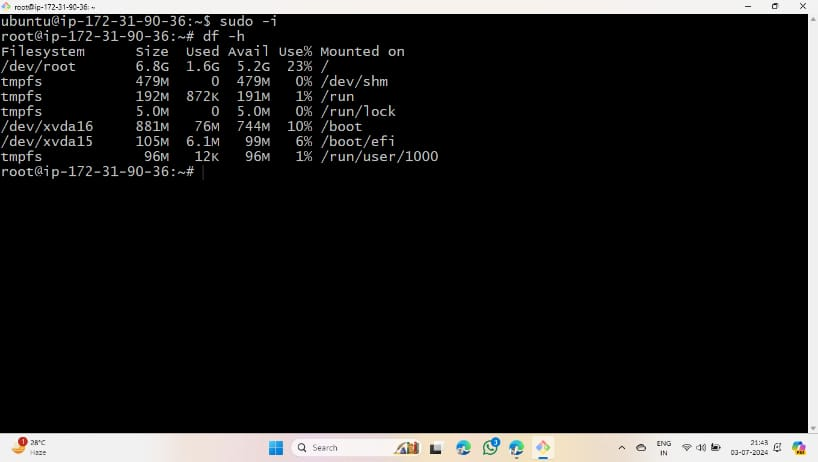 root@ip-172-31-90-36: ~
ubuntu@ip-172-31-90-36:~$ sudo -i
root@ip-172-31-90-36:~# df -h
Filesystem Size Used Avail Use% Mounted on
/dev/root 6.8G 1.6G 5.2G 23% /
tmpfs 479M 0 479M 0% /dev/shm
tmpfs 192M 872K 191M 1% /run
tmpfs 5.0M 0 5.0M 0% /run/lock
/dev/xvda16 881M 76M 744M 10% /boot
/dev/xvda15 105M 6.1M 99M 6% /boot/efi
tmpfs 96M 12K 96M 1% /run/user/1000
root@ip-172-31-90-36:~#
1
28°C
Haze
Search
3
ENG
IN
21:43
03-07-2024